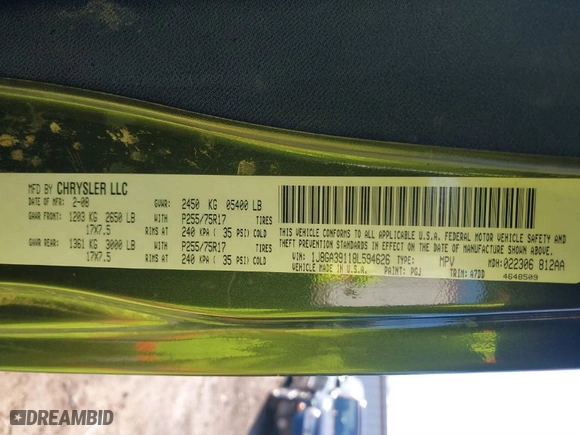 MFD BY CHRYSLER LLC
DATE OF MFR: 2-08 GVWR: 2450 KG 05400 LB
GAWR FRONT: 1203 KG 2650 LB WITH P255/75R17 TIRES
17X7.5 RIMS AT 240 KPA ( 35 PSI) COLD
GAWR REAR: 1361 KG 3000 LB WITH P255/75R17 TIRES
17X7.5 RIMS AT 240 KPA ( 35 PSI) COLD
THIS VEHICLE CONFORMS TO ALL APPLICABLE U.S.A. FEDERAL MOTOR VEHICLE SAFETY AND
THEFT PREVENTION STANDARDS IN EFFECT ON THE DATE OF MANUFACTURE SHOWN ABOVE.
VIN: 1J8GA39118L594626 TYPE: MPV MDH: 022306 812AA
VEHICLE MADE IN U.S.A. PAINT: PGJ TRIM: A7DD 4648509
DREAMBID